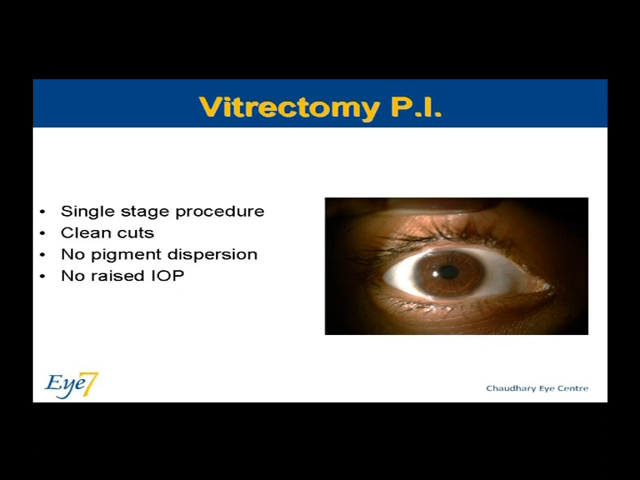 Vitrectomy P.I.
• Single stage procedure
• Clean cuts
• No pigment dispersion
• No raised IOP
Eye7
Chaudhary Eye Centre